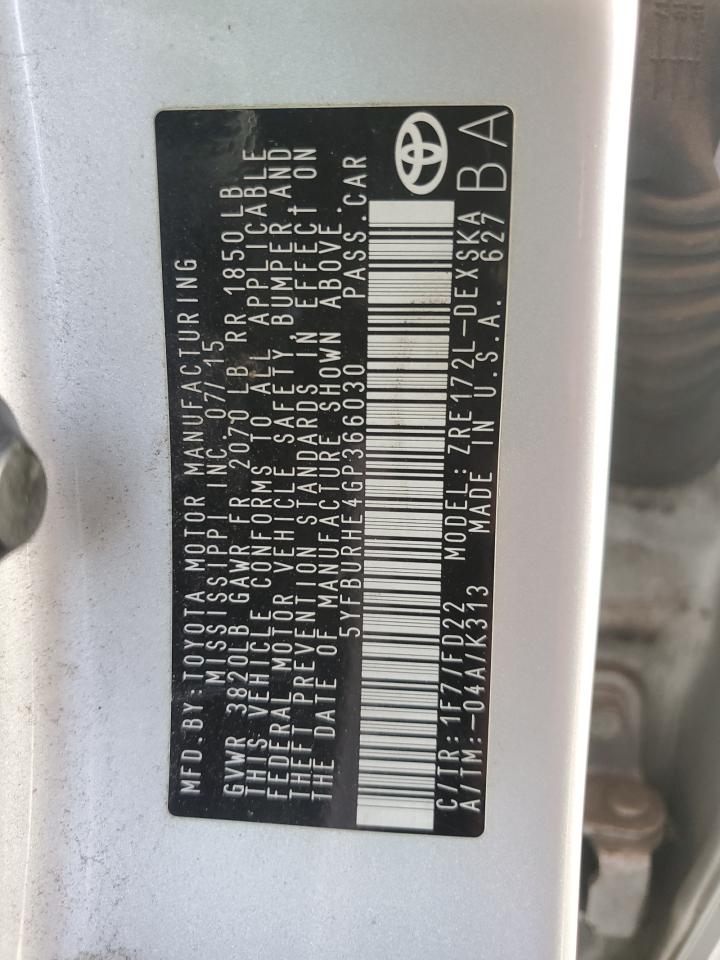 MFD. BY: TOYOTA MOTOR MANUFACTURING
MISSISSIPPI INC. 07/15
GVWR 3820LB GAWR FR 2070LB RR 1850LB
THIS VEHICLE CONFORMS TO ALL APPLICABLE
FEDERAL MOTOR VEHICLE SAFETY, BUMPER, AND
THEFT PREVENTION STANDARDS IN EFFECT ON
THE DATE OF MANUFACTURE SHOWN ABOVE.
5YFBURHE4GP366030 PASS. CAR
C/TR: 1F7/FD22 MODEL: ZRE172L-DEXSKA
A/TM: -04A/K313 MADE IN U.S.A. 627
BA